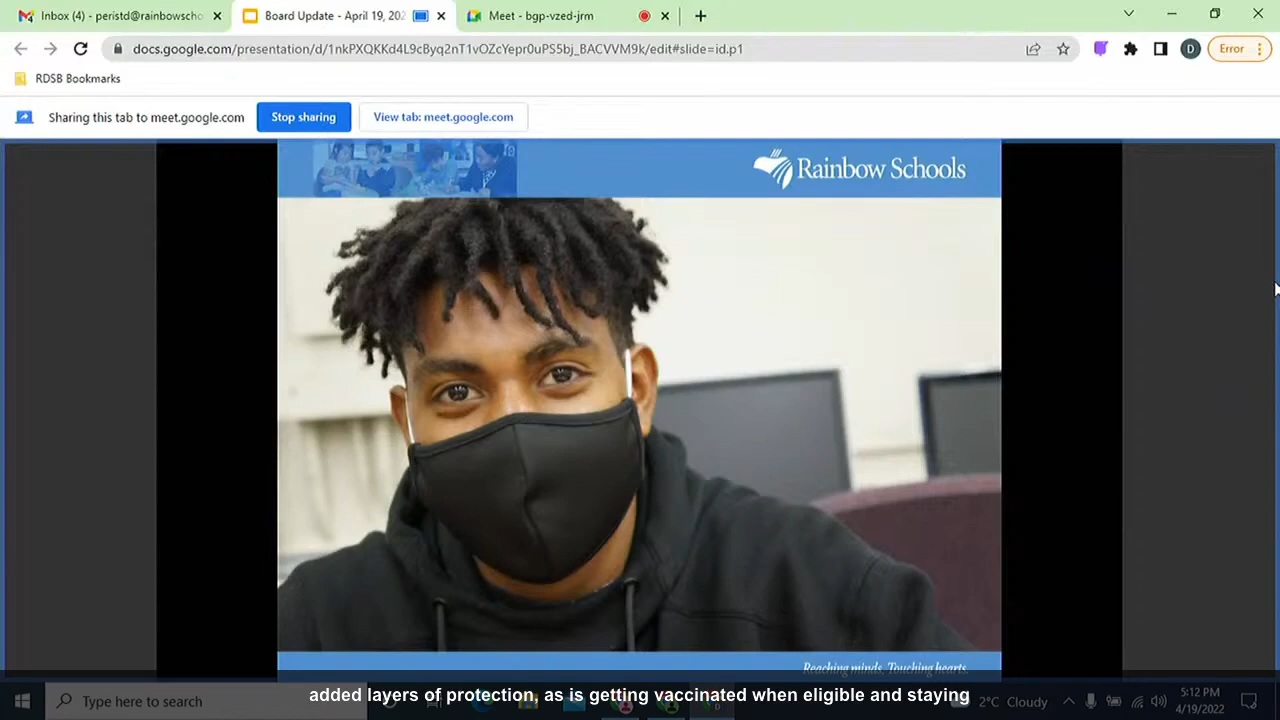 Inbox (4) - peristd@rainbowscho
Board Update - April 19, 202
Meet - bgp-vzed-jrm
docs.google.com/presentation/d/1nkPXQKKd4L9cByq2nT1vOZcYepr0uPS5bj_BACVVM9k/edit#slide=id.p1
D
Error
RDSB Bookmarks
Sharing this tab to meet.google.com
Stop sharing
View tab: meet.google.com
Rainbow Schools
Reaching minds. Touching hearts.
added layers of protection, as is getting vaccinated when eligible and staying
Type here to search
2°C Cloudy
5:12 PM
4/19/2022